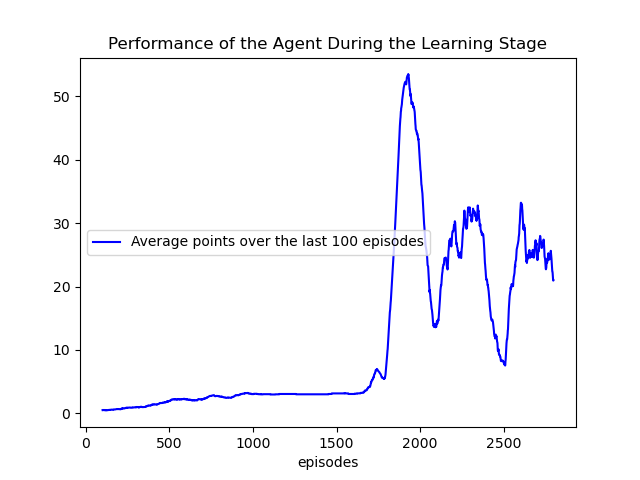 Performance of the Agent During the Learning Stage
50
40
30
Average points over the last 100 episodes
20
10
0
0 500 1000 1500 2000 2500
episodes